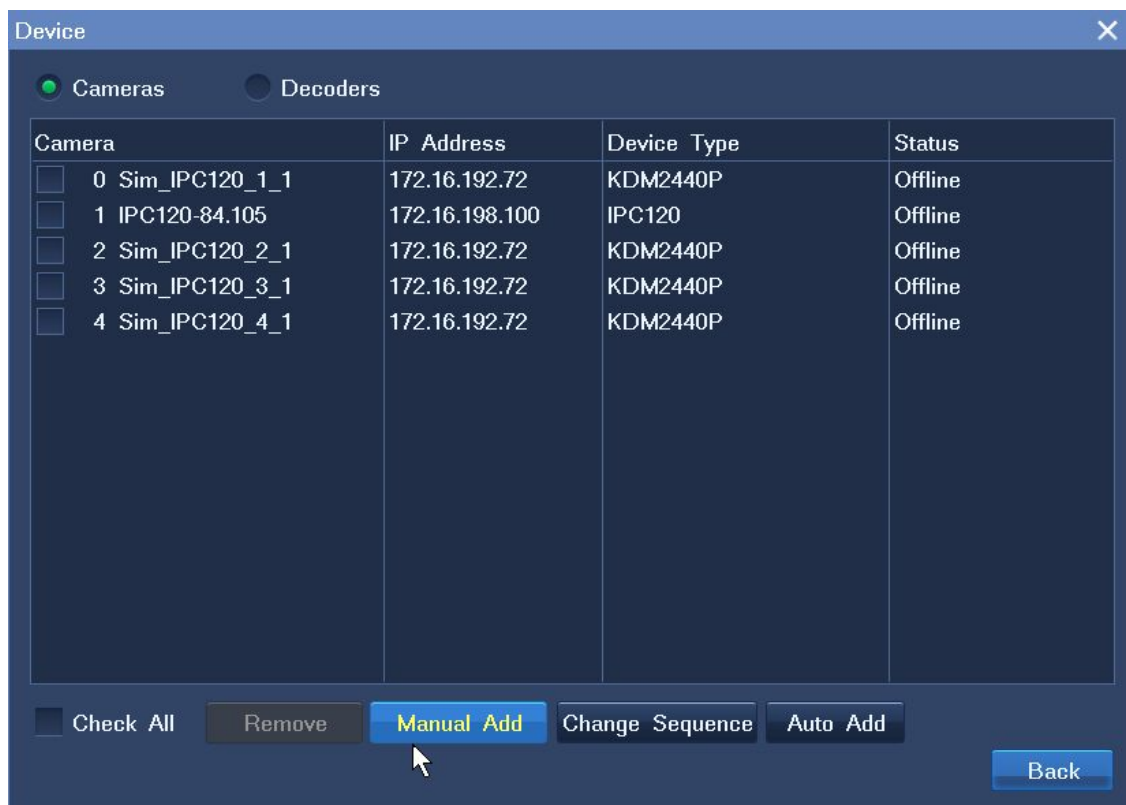 Device
Cameras Decoders
Camera IP Address Device Type Status
0 Sim_IPC120_1_1 172.16.192.72 KDM2440P Offline
1 IPC120-84.105 172.16.198.100 IPC120 Offline
2 Sim_IPC120_2_1 172.16.192.72 KDM2440P Offline
3 Sim_IPC120_3_1 172.16.192.72 KDM2440P Offline
4 Sim_IPC120_4_1 172.16.192.72 KDM2440P Offline
Check All Remove Manual Add Change Sequence Auto Add
Back